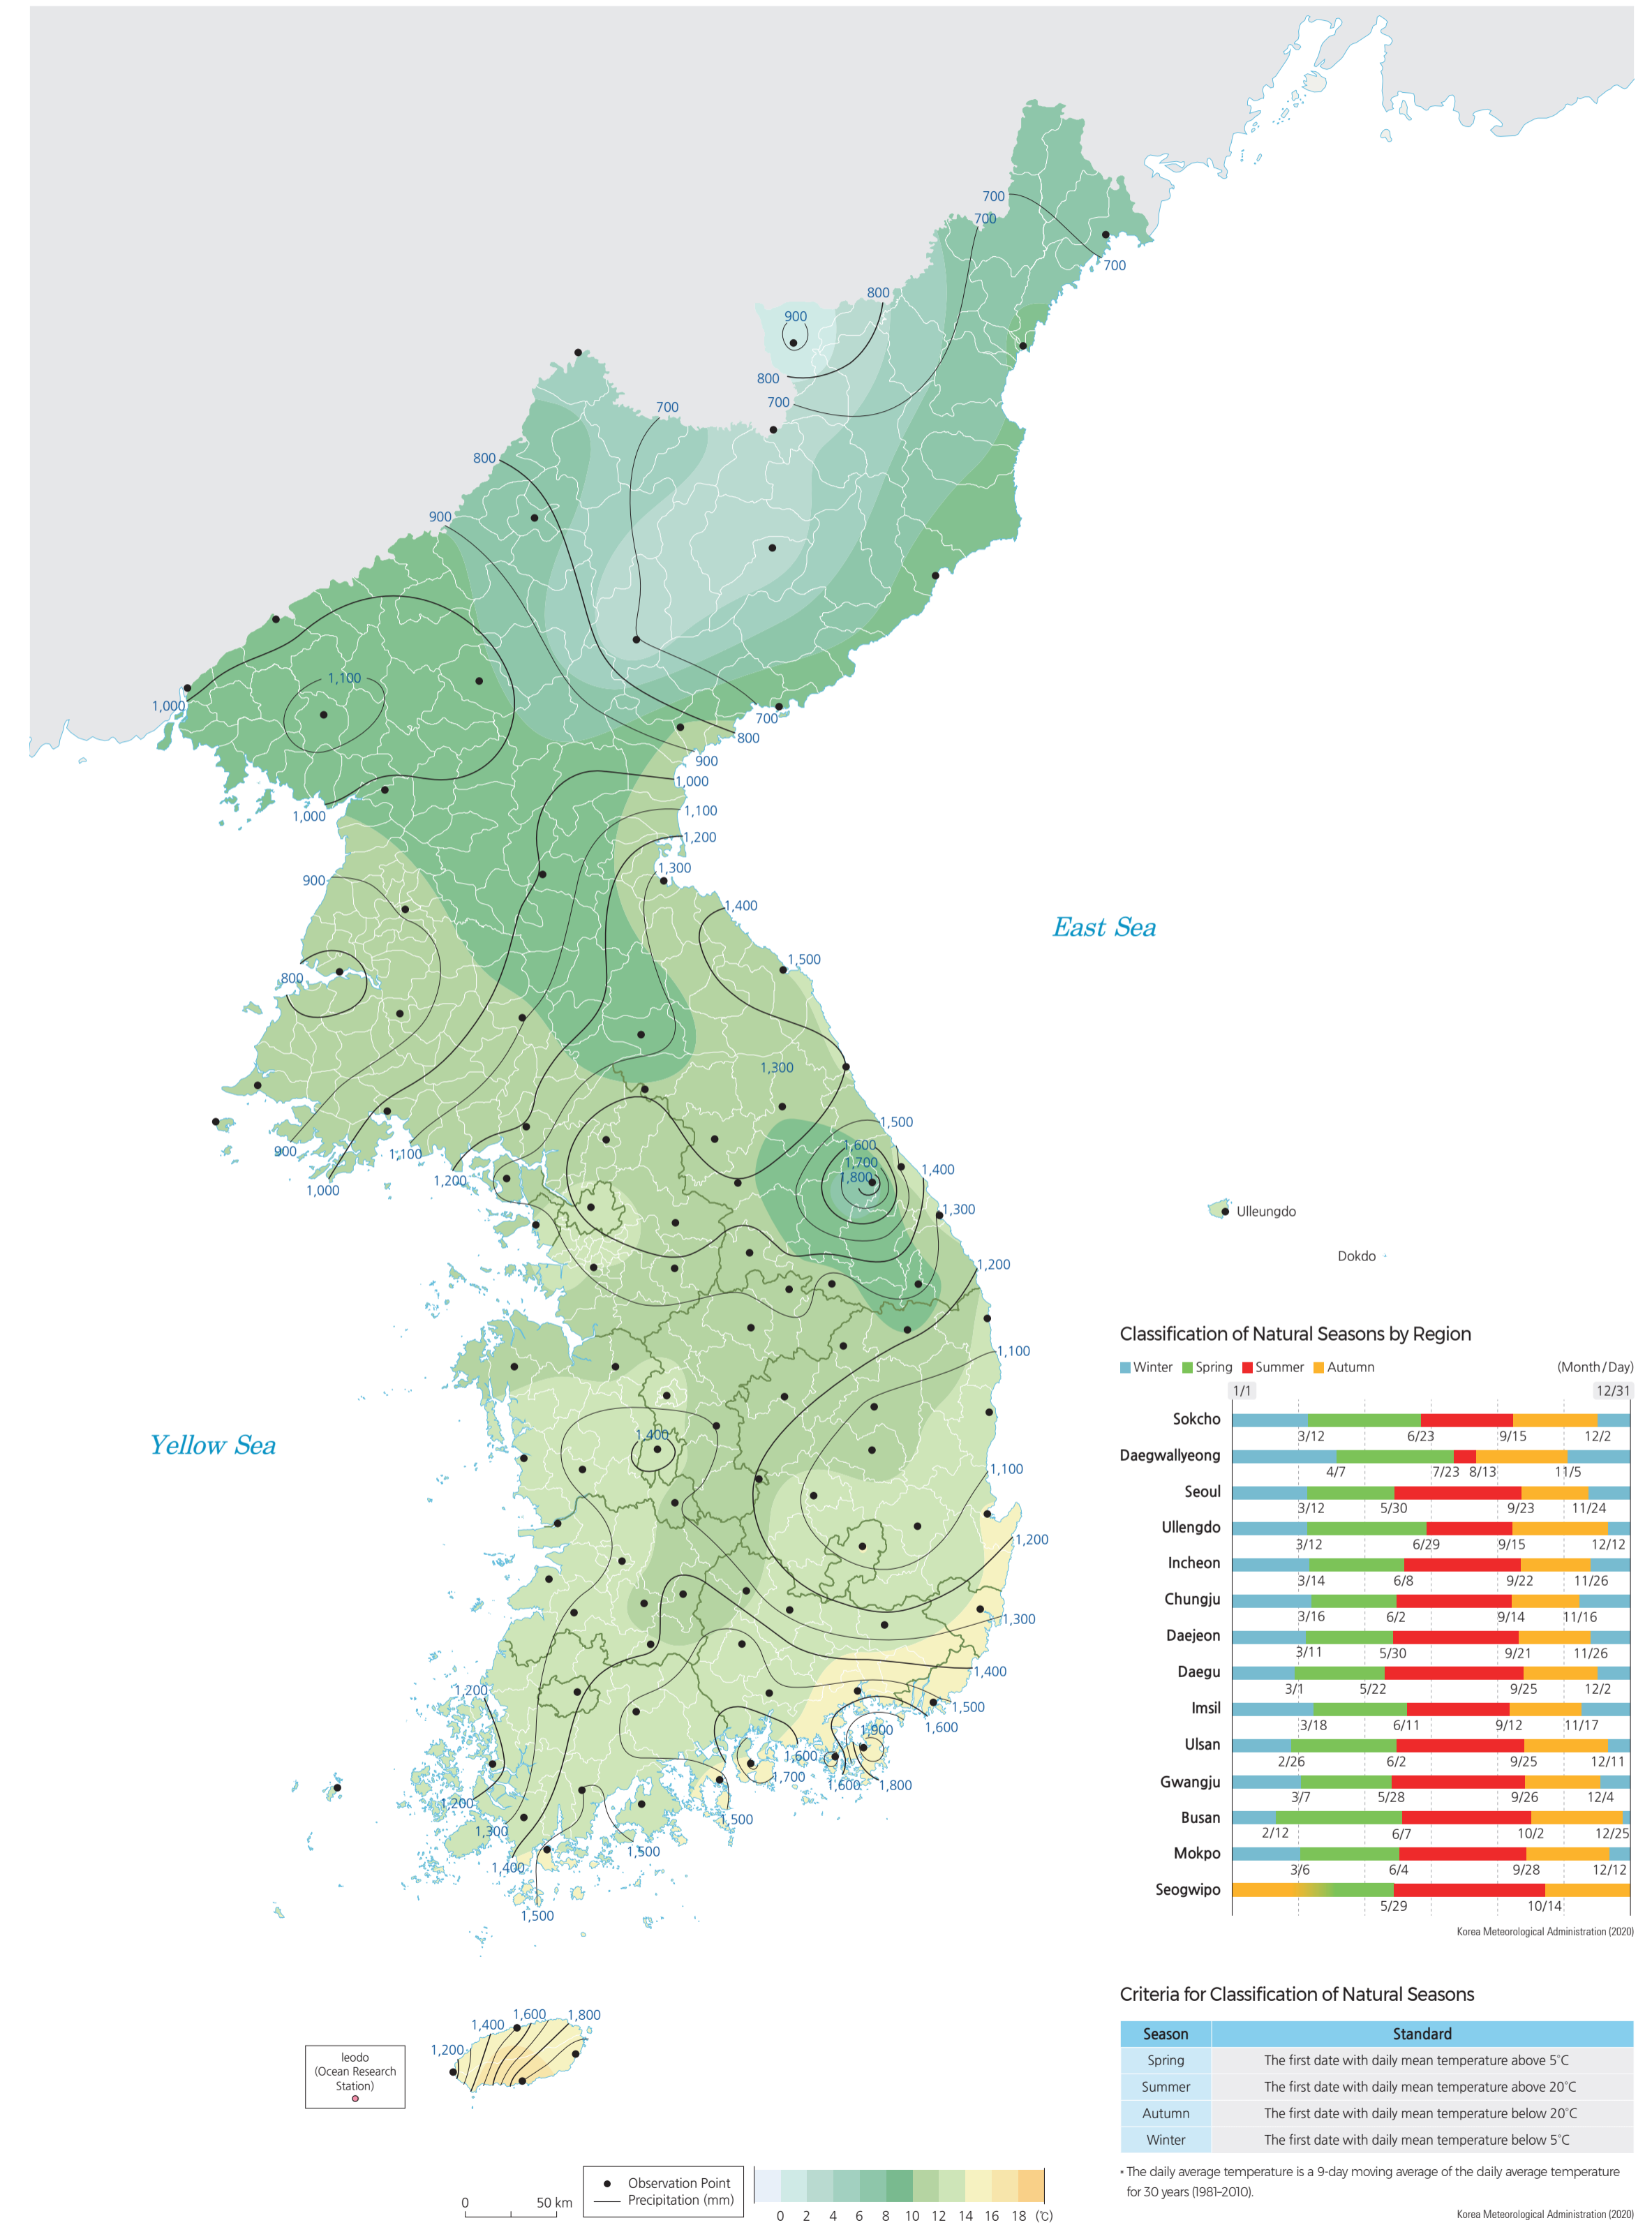 700
700
700
800
900
800
700
700
800
900
1,100
1,000
700
800
900
1,000
1,100
1,000
1,200
1,300
900
1,400
East Sea
1,500
800
1,300
1,500
1,600
900
1,100
1,700
1,400
1,200
1,800
1,000
1,300
Ulleungdo
Dokdo
1,200
Classification of Natural Seasons by Region
1,100
Winter Spring Summer Autumn (Month/Day)
1/1 12/31
Sokcho
3/12 6/23 9/15 12/2
Yellow Sea
1,400
Daegwallyeong
4/7 7/23 8/13 11/5
1,100
Seoul
3/12 5/30 9/23 11/24
Ullengdo
3/12 6/29 9/15 12/12
1,200
Incheon
3/14 6/8 9/22 11/26
Chungju
3/16 6/2 9/14 11/16
1,300
Daejeon
3/11 5/30 9/21 11/26
1,400
Daegu
3/1 5/22 9/25 12/2
1,200
1,500
Imsil
3/18 6/11 9/12 11/17
1,600
1,900
Ulsan
2/26 6/2 9/25 12/11
1,600
1,700
1,600
1,800
Gwangju
3/7 5/28 9/26 12/4
1,200
1,500
Busan
2/12 6/7 10/2 12/25
1,300
1,500
Mokpo
3/6 6/4 9/28 12/12
1,400
Seogwipo
5/29 10/14
1,500
Korea Meteorological Administration (2020)
Criteria for Classification of Natural Seasons
1,600 1,800
1,400
1,200
Season Standard
Spring The first date with daily mean temperature above 5˚C
Summer The first date with daily mean temperature above 20˚C
Autumn The first date with daily mean temperature below 20˚C
Winter The first date with daily mean temperature below 5˚C
Ieodo
(Ocean Research
Station)
• The daily average temperature is a 9-day moving average of the daily average temperature
for 30 years (1981–2010).
Korea Meteorological Administration (2020)
0 50 km
Observation Point
Precipitation (mm)
0 2 4 6 8 10 12 14 16 18 (℃)